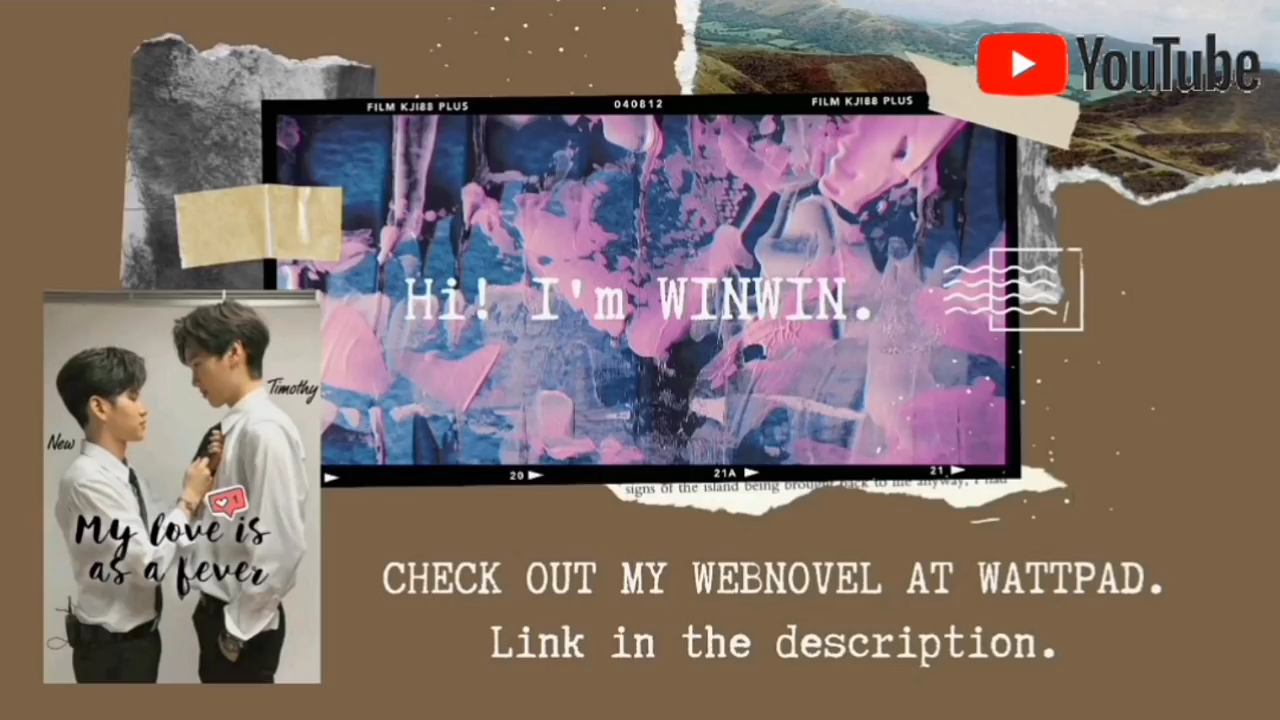 YouTube
FILM KJI88 PLUS 040812 FILM KJI88 PLUS
Hi! I'm WINWIN.
Timothy
New
My love is
as a fever
20 21A 21
signs of the island being brought back to me anyway, I had
CHECK OUT MY WEBNOVEL AT WATTPAD.
Link in the description.